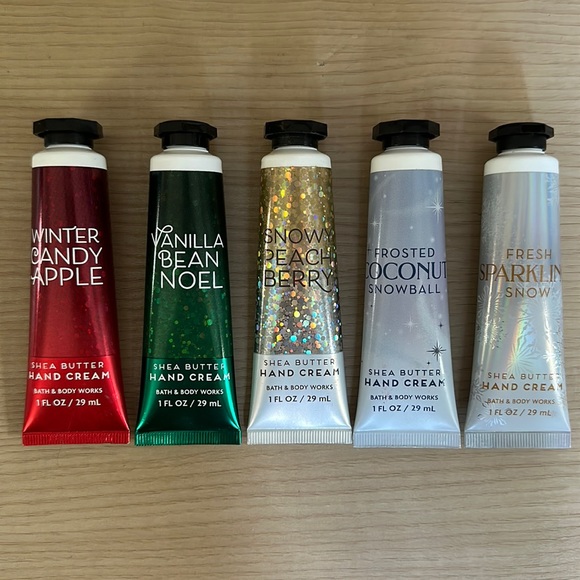 WINTER
CANDY
APPLE
SHEA BUTTER
HAND CREAM
BATH & BODY WORKS
1 FL OZ / 29 mL
VANILLA
BEAN
NOEL
SHEA BUTTER
HAND CREAM
BATH & BODY WORKS
1 FL OZ / 29 mL
SNOWY
PEACH
BERRY
SHEA BUTTER
HAND CREAM
BATH & BODY WORKS
1 FL OZ / 29 mL
FROSTED
COCONUT
SNOWBALL
SHEA BUTTER
HAND CREAM
BATH & BODY WORKS
1 FL OZ / 29 mL
FRESH
SPARKLIN
SNOW
SHEA BUTTER
HAND CREAM
BATH & BODY WORKS
1 FL OZ / 29 mL